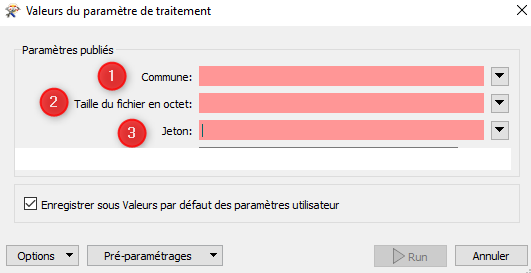 Valeurs du paramètre de traitement
Paramètres publiés
1 Commune:
2 Taille du fichier en octet:
3 Jeton:
Enregistrer sous Valeurs par défaut des paramètres utilisateur
Options Pré-paramétrages Run Annuler